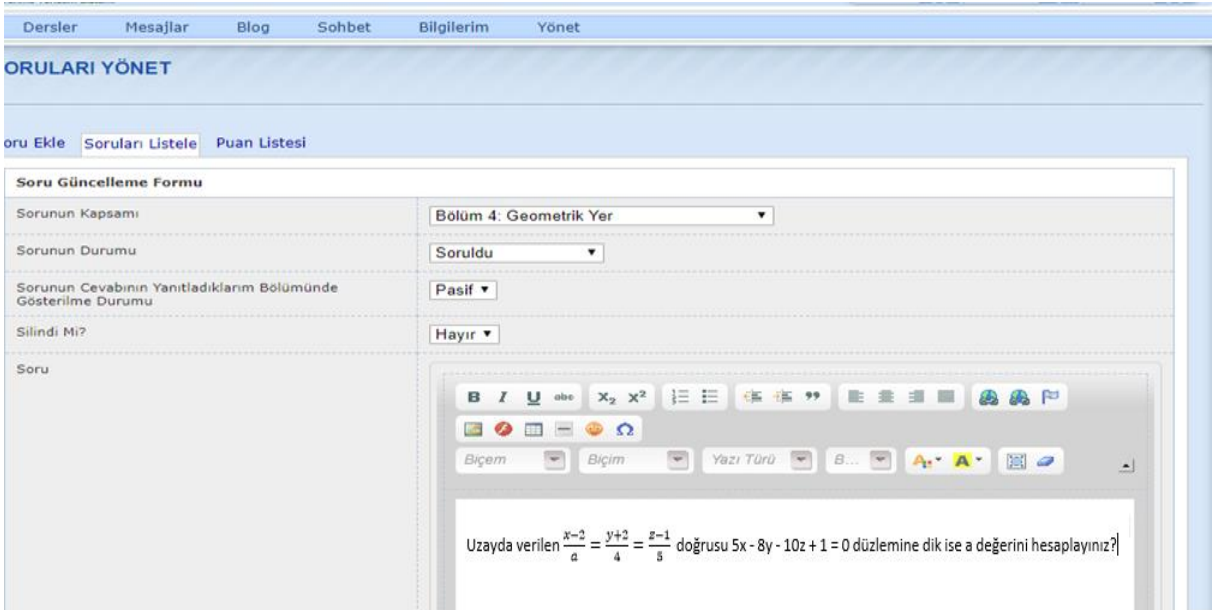 Dersler Mesajlar Blog Sohbet Bilgilerim Yönet
ORULARI YÖNET
oru Ekle Soruları Listele Puan Listesi
Soru Güncelleme Formu
Sorunun Kapsamı Bölüm 4: Geometrik Yer
Sorunun Durumu Soruldu
Sorunun Cevabının Yanıtladıklarım Bölümünde
Gösterilme Durumu Pasif
Silindi Mi? Hayır
Soru
B I U abc X₂ X²
Biçem Biçim Yazı Türü B... A A
Uzayda verilen (x−2)/a = (y+2)/4 = (z−1)/5 doğrusu 5x - 8y - 10z + 1 = 0 düzlemine dik ise a değerini hesaplayınız?